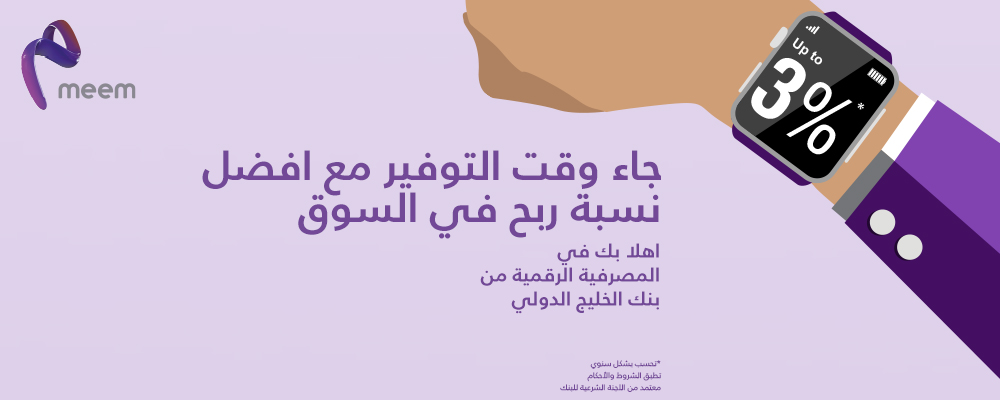 meem
Up to
3%*
جاء وقت التوفير مع افضل
نسبة ربح في السوق
اهلا بك في
المصرفية الرقمية من
بنك الخليج الدولي
*تحسب بشكل سنوي
تطبق الشروط والأحكام
معتمد من اللجنة الشرعية للبنك